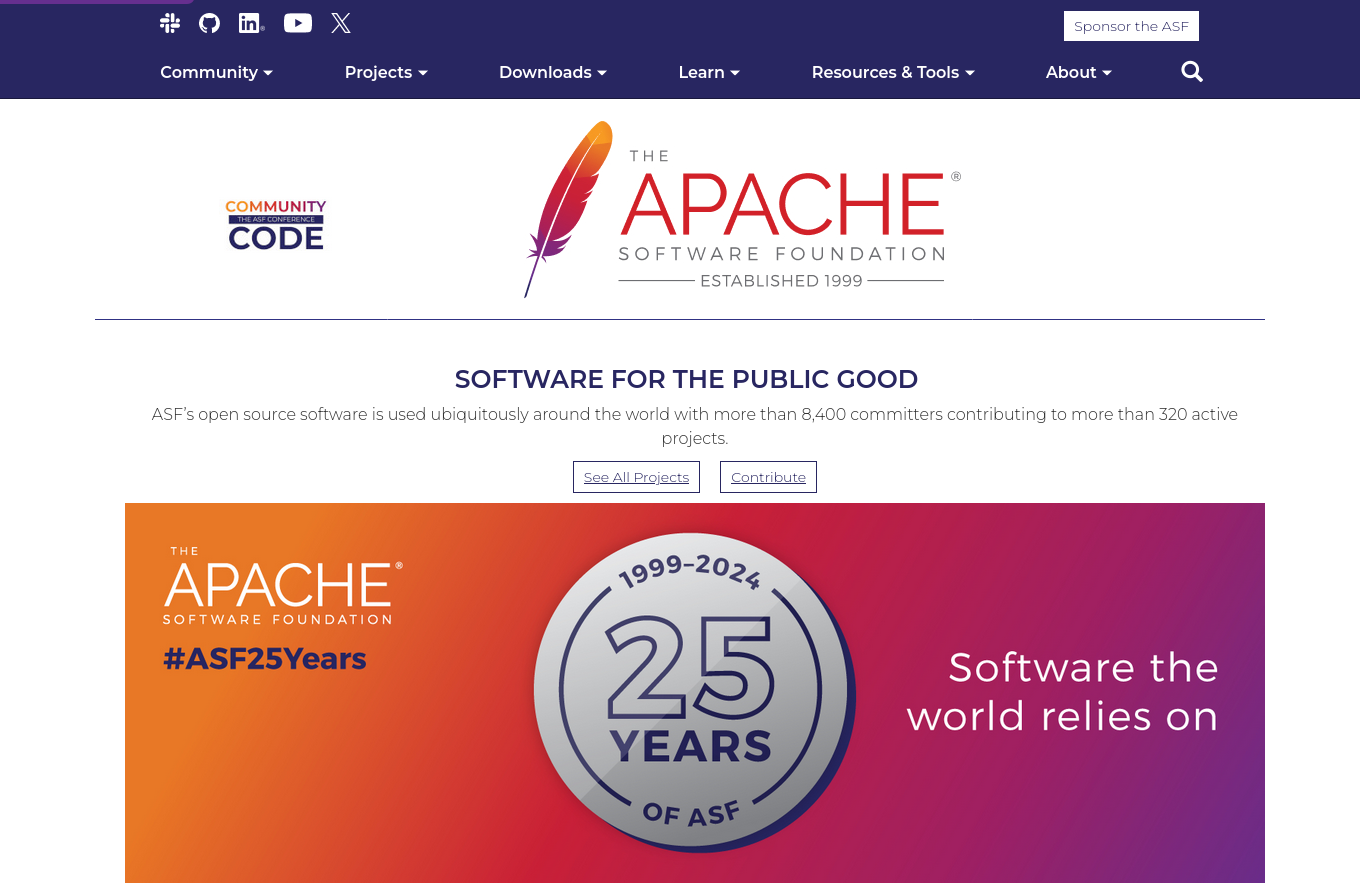 Sponsor the ASF
Community
Projects
Downloads
Learn
Resources & Tools
About
THE
APACHE®
SOFTWARE FOUNDATION
ESTABLISHED 1999
COMMUNITY
THE ASF CONFERENCE
CODE
SOFTWARE FOR THE PUBLIC GOOD
ASF’s open source software is used ubiquitously around the world with more than 8,400 committers contributing to more than 320 active
projects.
See All Projects
Contribute
THE
APACHE®
SOFTWARE FOUNDATION
#ASF25Years
1999–2024
25
YEARS
OF ASF
Software the
world relies on